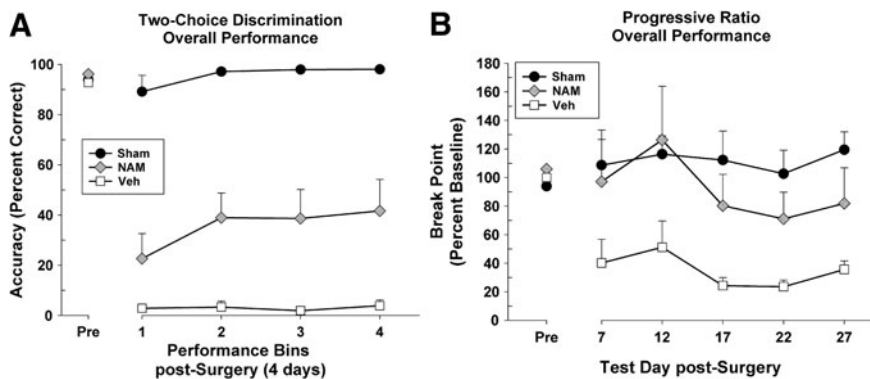 A
Two-Choice Discrimination
Overall Performance
Accuracy (Percent Correct)
100
80
60
40
20
0
Sham
NAM
Veh
Pre
1
2
3
4
Performance Bins
post-Surgery (4 days)
B
Progressive Ratio
Overall Performance
Break Point
(Percent Baseline)
180
160
140
120
100
80
60
40
20
0
Sham
NAM
Veh
Pre
7
12
17
22
27
Test Day post-Surgery